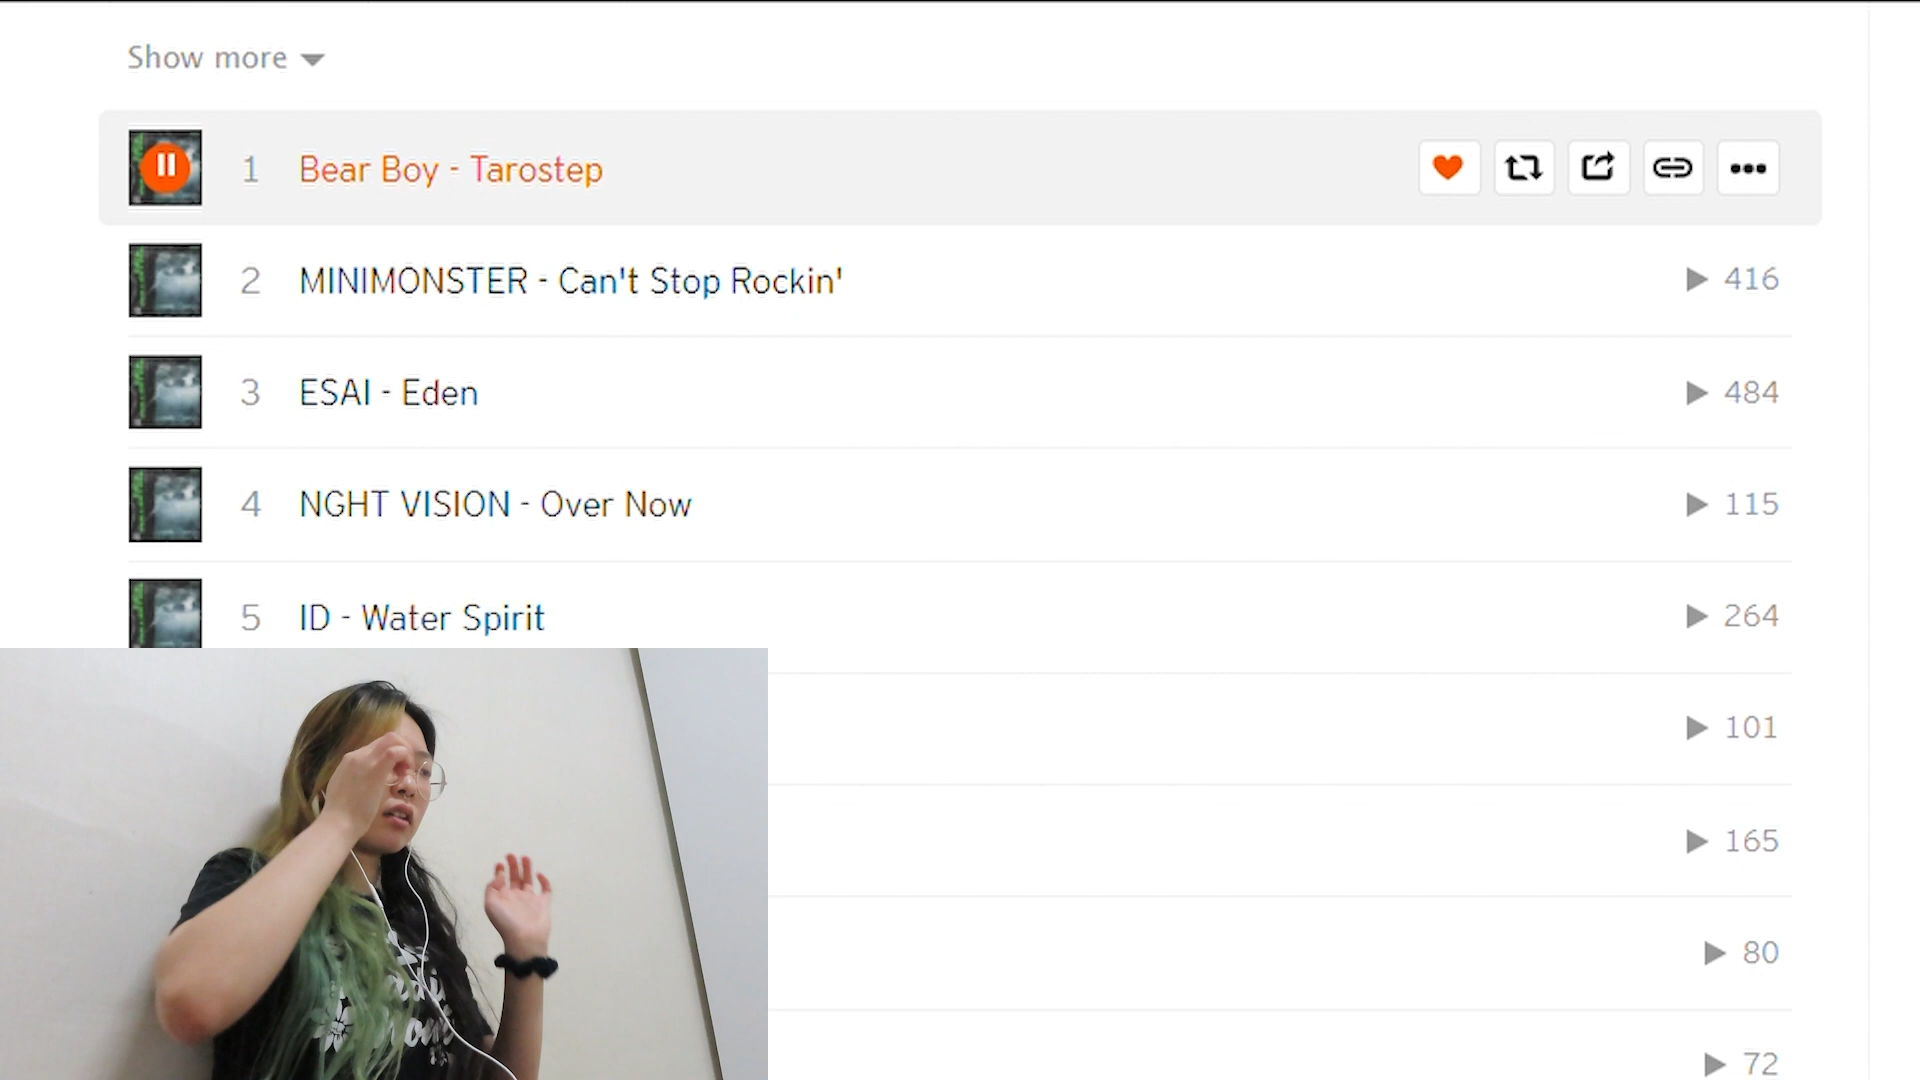 Show more
1 Bear Boy - Tarostep
2 MINIMONSTER - Can't Stop Rockin' 416
3 ESAI - Eden 484
4 NGHT VISION - Over Now 115
5 ID - Water Spirit 264
101
165
80
72